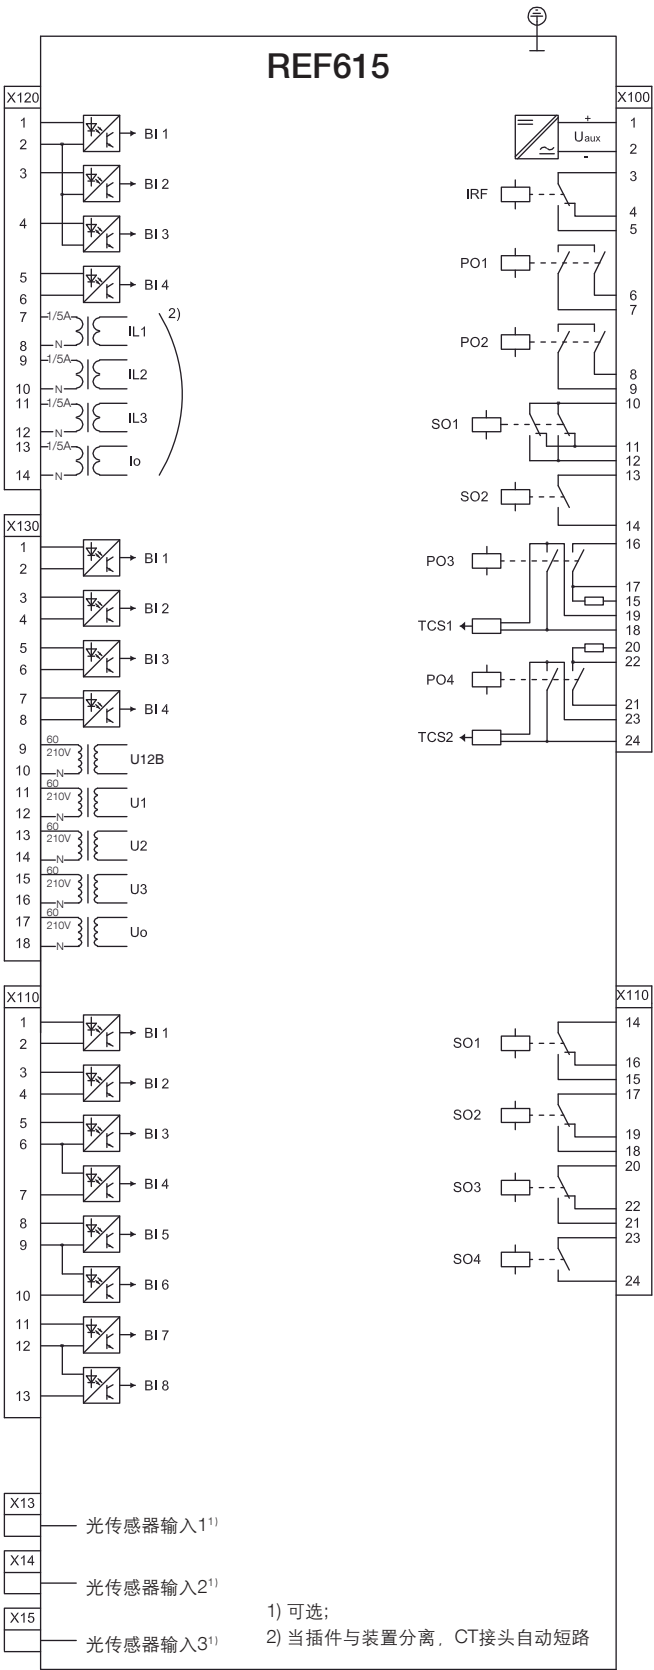 REF615
X120
1
2
BI 1
3
BI 2
4
BI 3
5
6
BI 4
7
1/5A
2)
IL1
8
N
9
1/5A
IL2
10
N
11
1/5A
IL3
12
N
13
1/5A
Io
14
N
X130
1
2
BI 1
3
4
BI 2
5
6
BI 3
7
8
BI 4
9
60
210V
U12B
10
N
11
60
210V
U1
12
N
13
60
210V
U2
14
N
15
60
210V
U3
16
N
17
60
210V
Uo
18
N
X110
1
2
BI 1
3
4
BI 2
5
6
BI 3
7
BI 4
8
9
BI 5
10
BI 6
11
12
BI 7
13
BI 8
X13
光传感器输入1¹⁾
X14
光传感器输入2¹⁾
X15
光传感器输入3¹⁾
X100
+
1
Uaux
-
2
IRF
3
4
5
PO1
6
7
PO2
8
9
10
SO1
11
12
13
SO2
14
16
PO3
17
15
19
TCS1
18
20
22
PO4
21
23
TCS2
24
X110
14
SO1
16
15
17
SO2
19
18
20
SO3
22
21
23
SO4
24
1) 可选;
2) 当插件与装置分离，CT接头自动短路